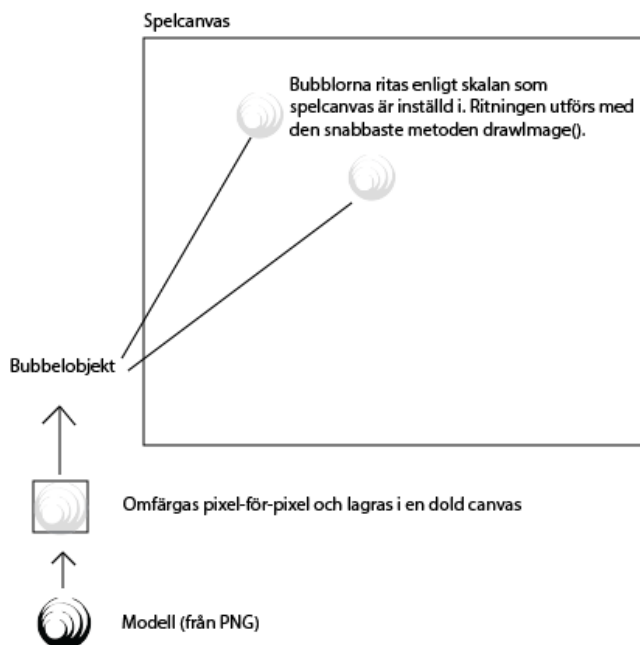 Spelcanvas
Bubblorna ritas enligt skalan som
spelcanvas är inställd i. Ritningen utförs med
den snabbaste metoden drawImage().
Bubbelobjekt
Omfärgas pixel-för-pixel och lagras i en dold canvas
Modell (från PNG)